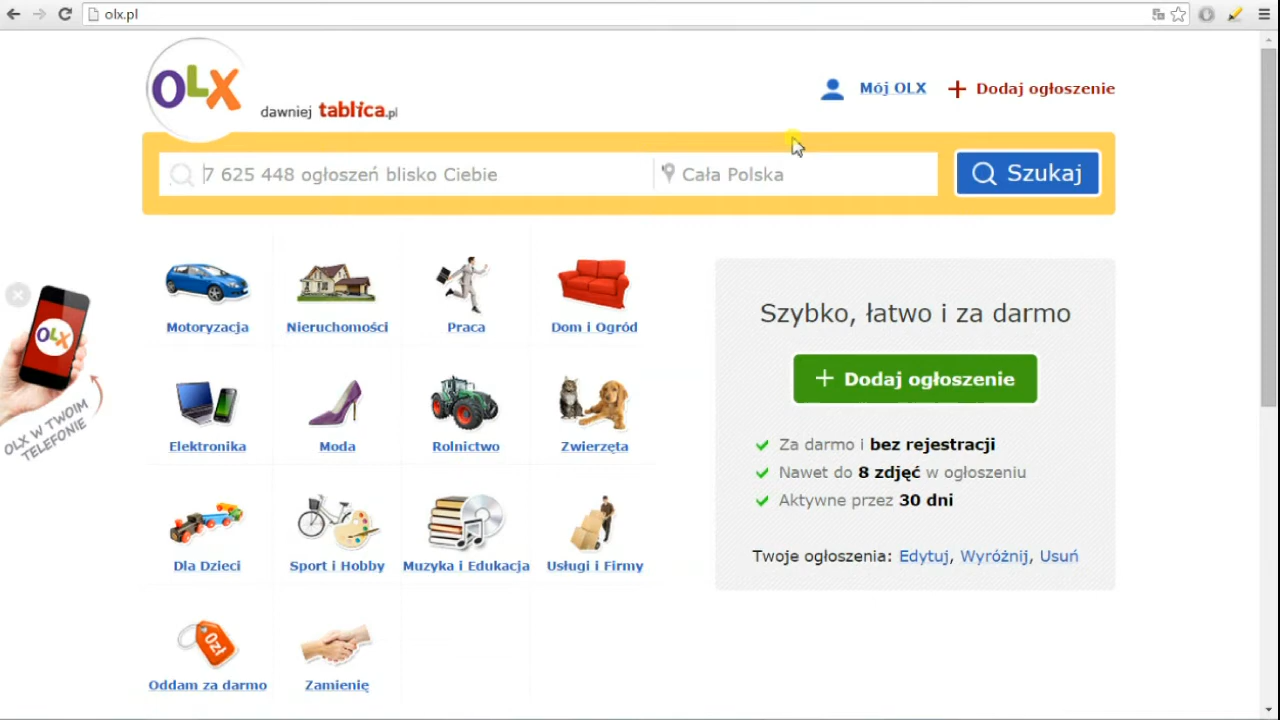 olx.pl
OLX
dawniej tablica.pl
Mój OLX
Dodaj ogłoszenie
7 625 448 ogłoszeń blisko Ciebie
Cała Polska
Szukaj
Motoryzacja
Nieruchomości
Praca
Dom i Ogród
Szybko, łatwo i za darmo
Dodaj ogłoszenie
OLX
OLX W TWOIM
TELEFONIE
Elektronika
Moda
Rolnictwo
Zwierzęta
Za darmo i bez rejestracji
Nawet do 8 zdjęć w ogłoszeniu
Aktywne przez 30 dni
Dla Dzieci
Sport i Hobby
Muzyka i Edukacja
Usługi i Firmy
Twoje ogłoszenia: Edytuj, Wyróżnij, Usuń
0zł
Oddam za darmo
Zamienię